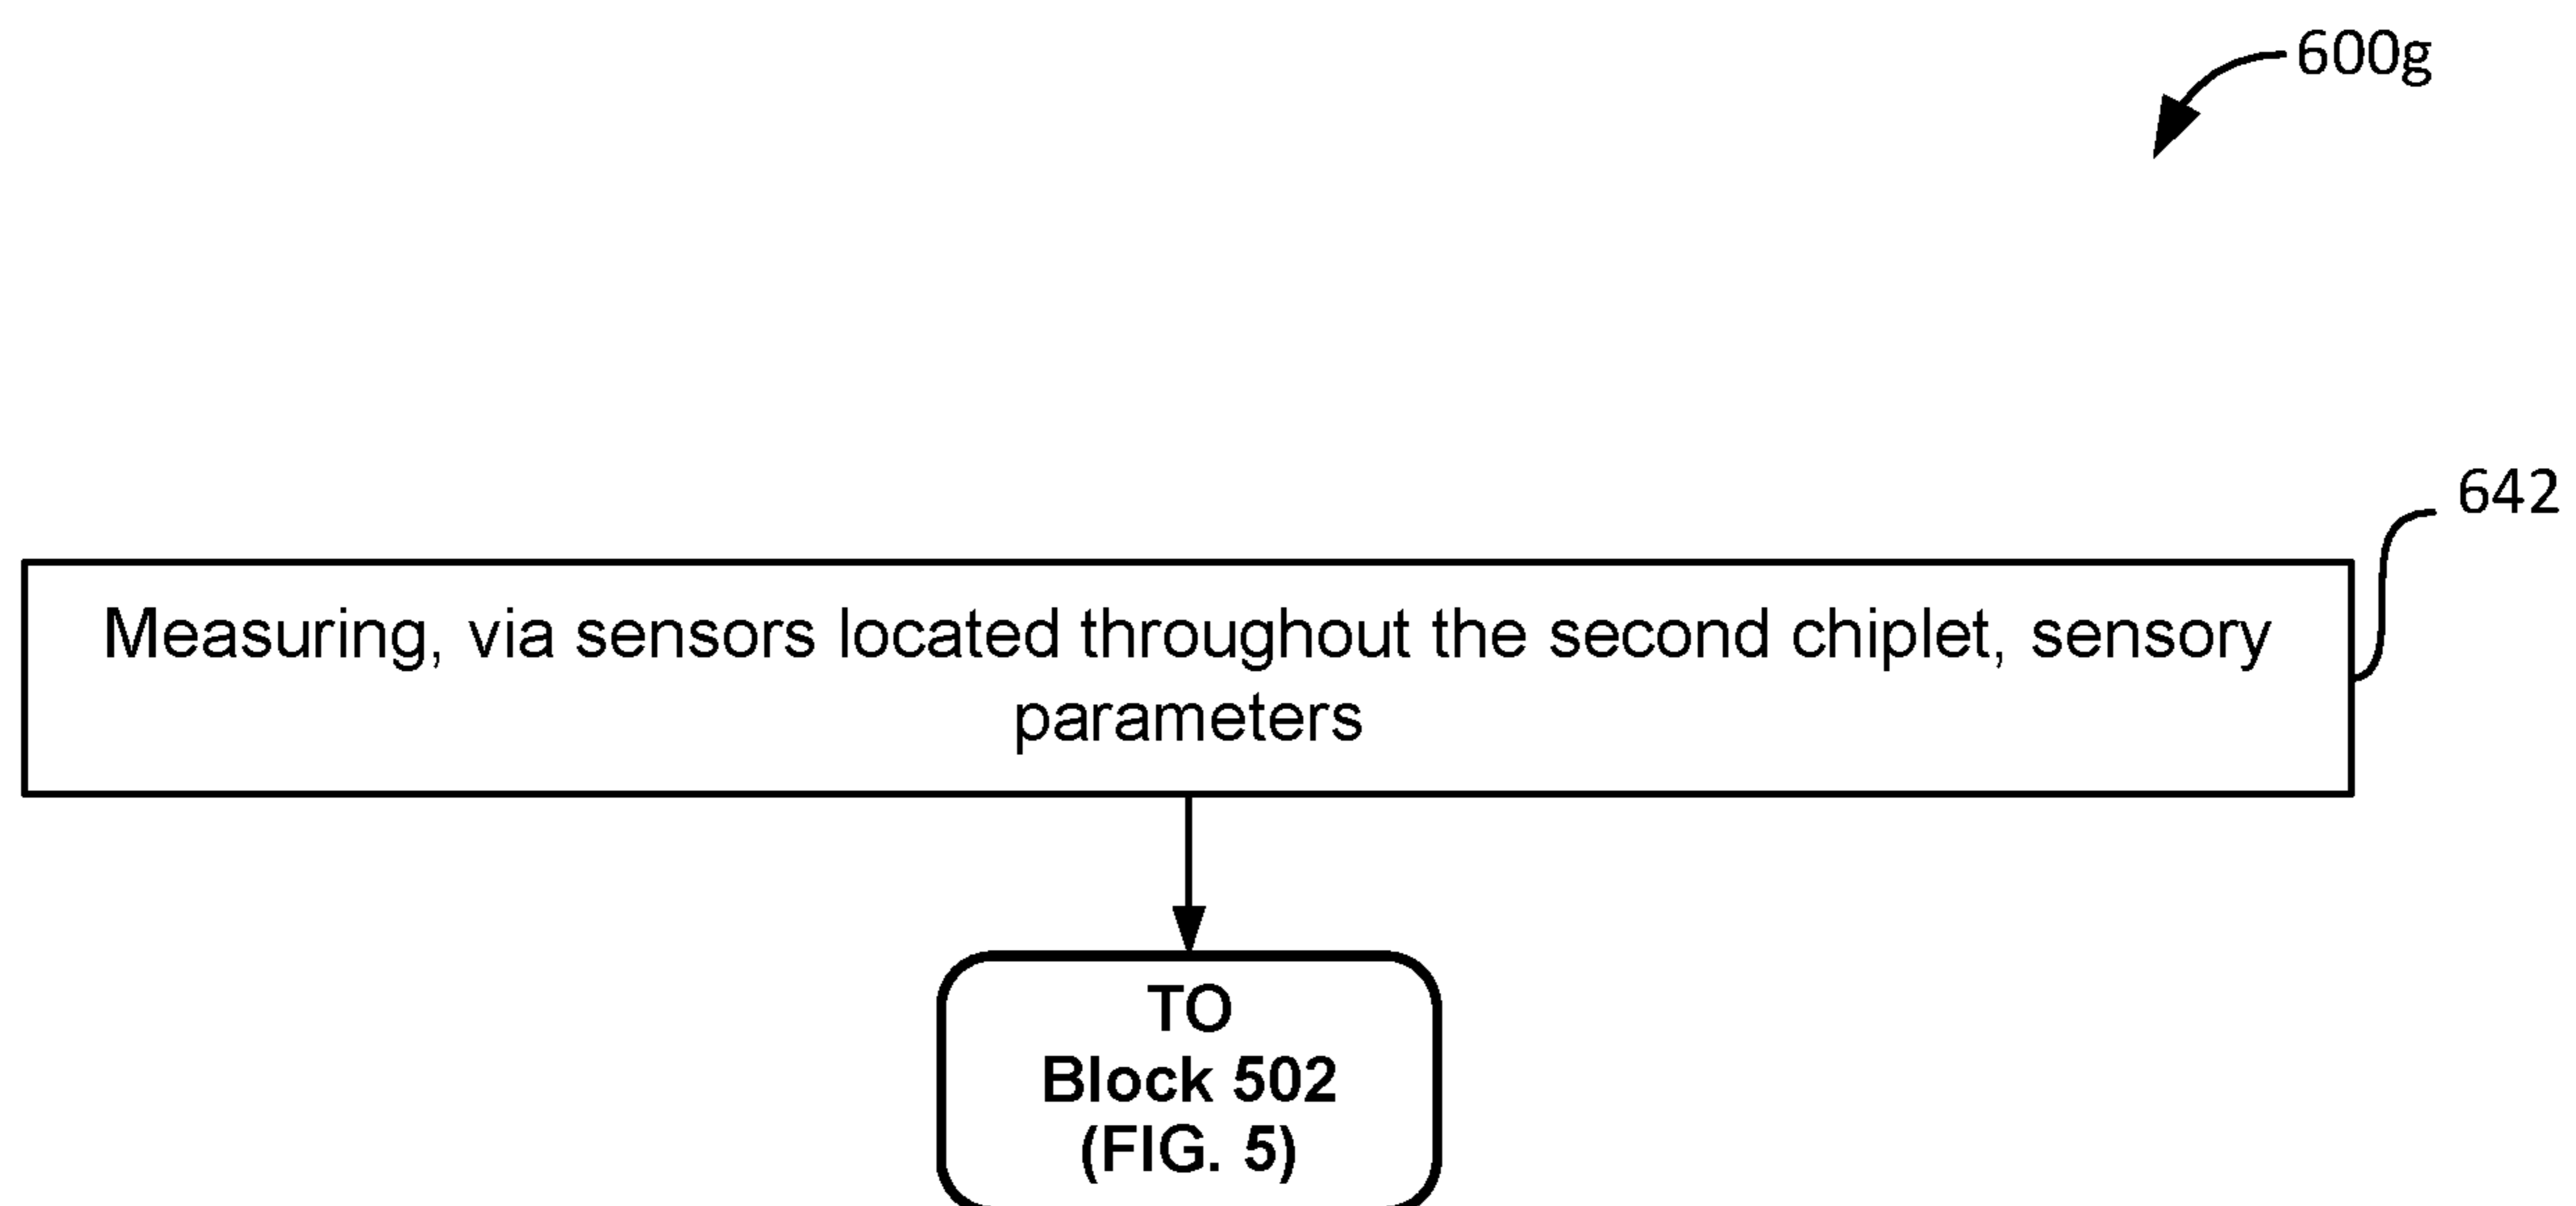 600g
642
Measuring, via sensors located throughout the second chiplet, sensory
parameters
TO
Block 502
(FIG. 5)